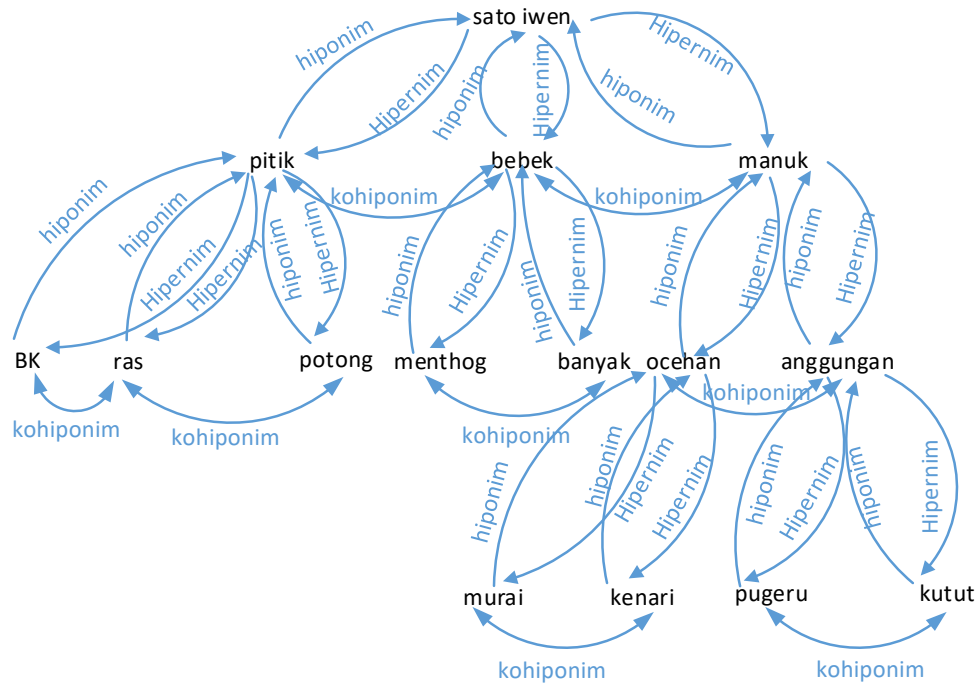 sato iwen
hiponim
Hipernim
hiponim
Hipernim
Hipernim
hiponim
pitik
bebek
manuk
kohiponim
kohiponim
hiponim
hiponim
Hipernim
Hipernim
hiponim
Hipernim
hiponim
Hipernim
hiponim
Hipernim
hiponim
Hipernim
hiponim
Hipernim
BK
ras
potong
menthog
banyak
ocehan
anggungan
kohiponim
kohiponim
kohiponim
kohiponim
hiponim
hiponim
Hipernim
Hipernim
hiponim
Hipernim
hiponim
Hipernim
murai
kenari
pugeru
kutut
kohiponim
kohiponim